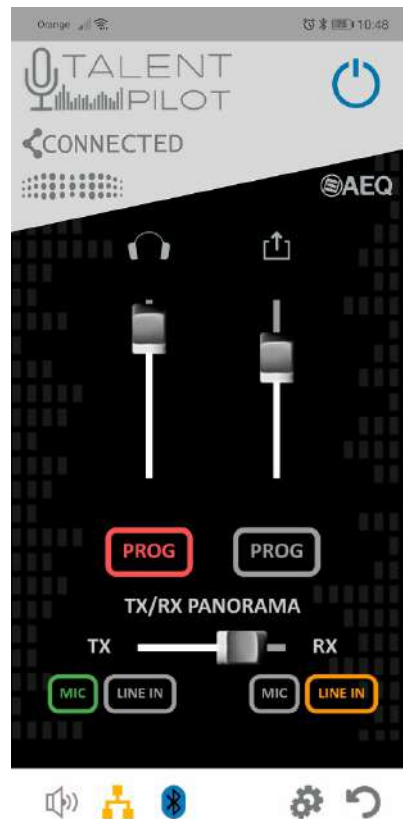 Orange 10:48
TALENT
PILOT
CONNECTED
AEQ
PROG PROG
TX/RX PANORAMA
TX RX
MIC LINE IN MIC LINE IN